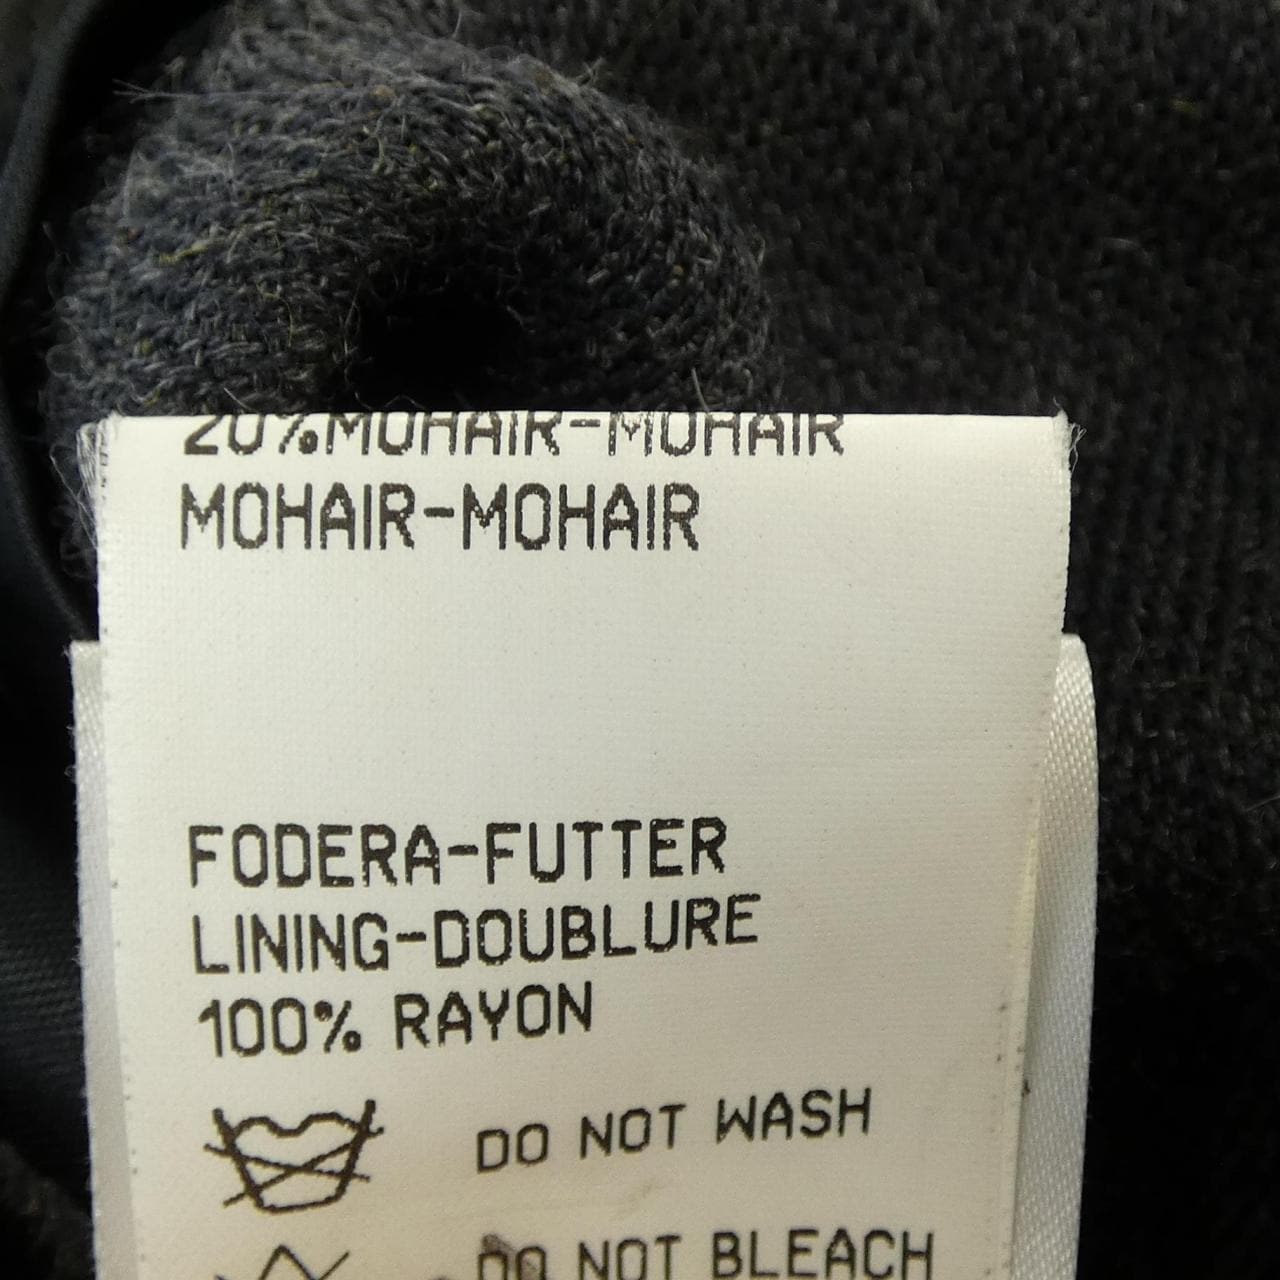 20%MOHAIR-MOHAIR
MOHAIR-MOHAIR
FODERA-FUTTER
LINING-DOUBLURE
100% RAYON
DO NOT WASH
DO NOT BLEACH